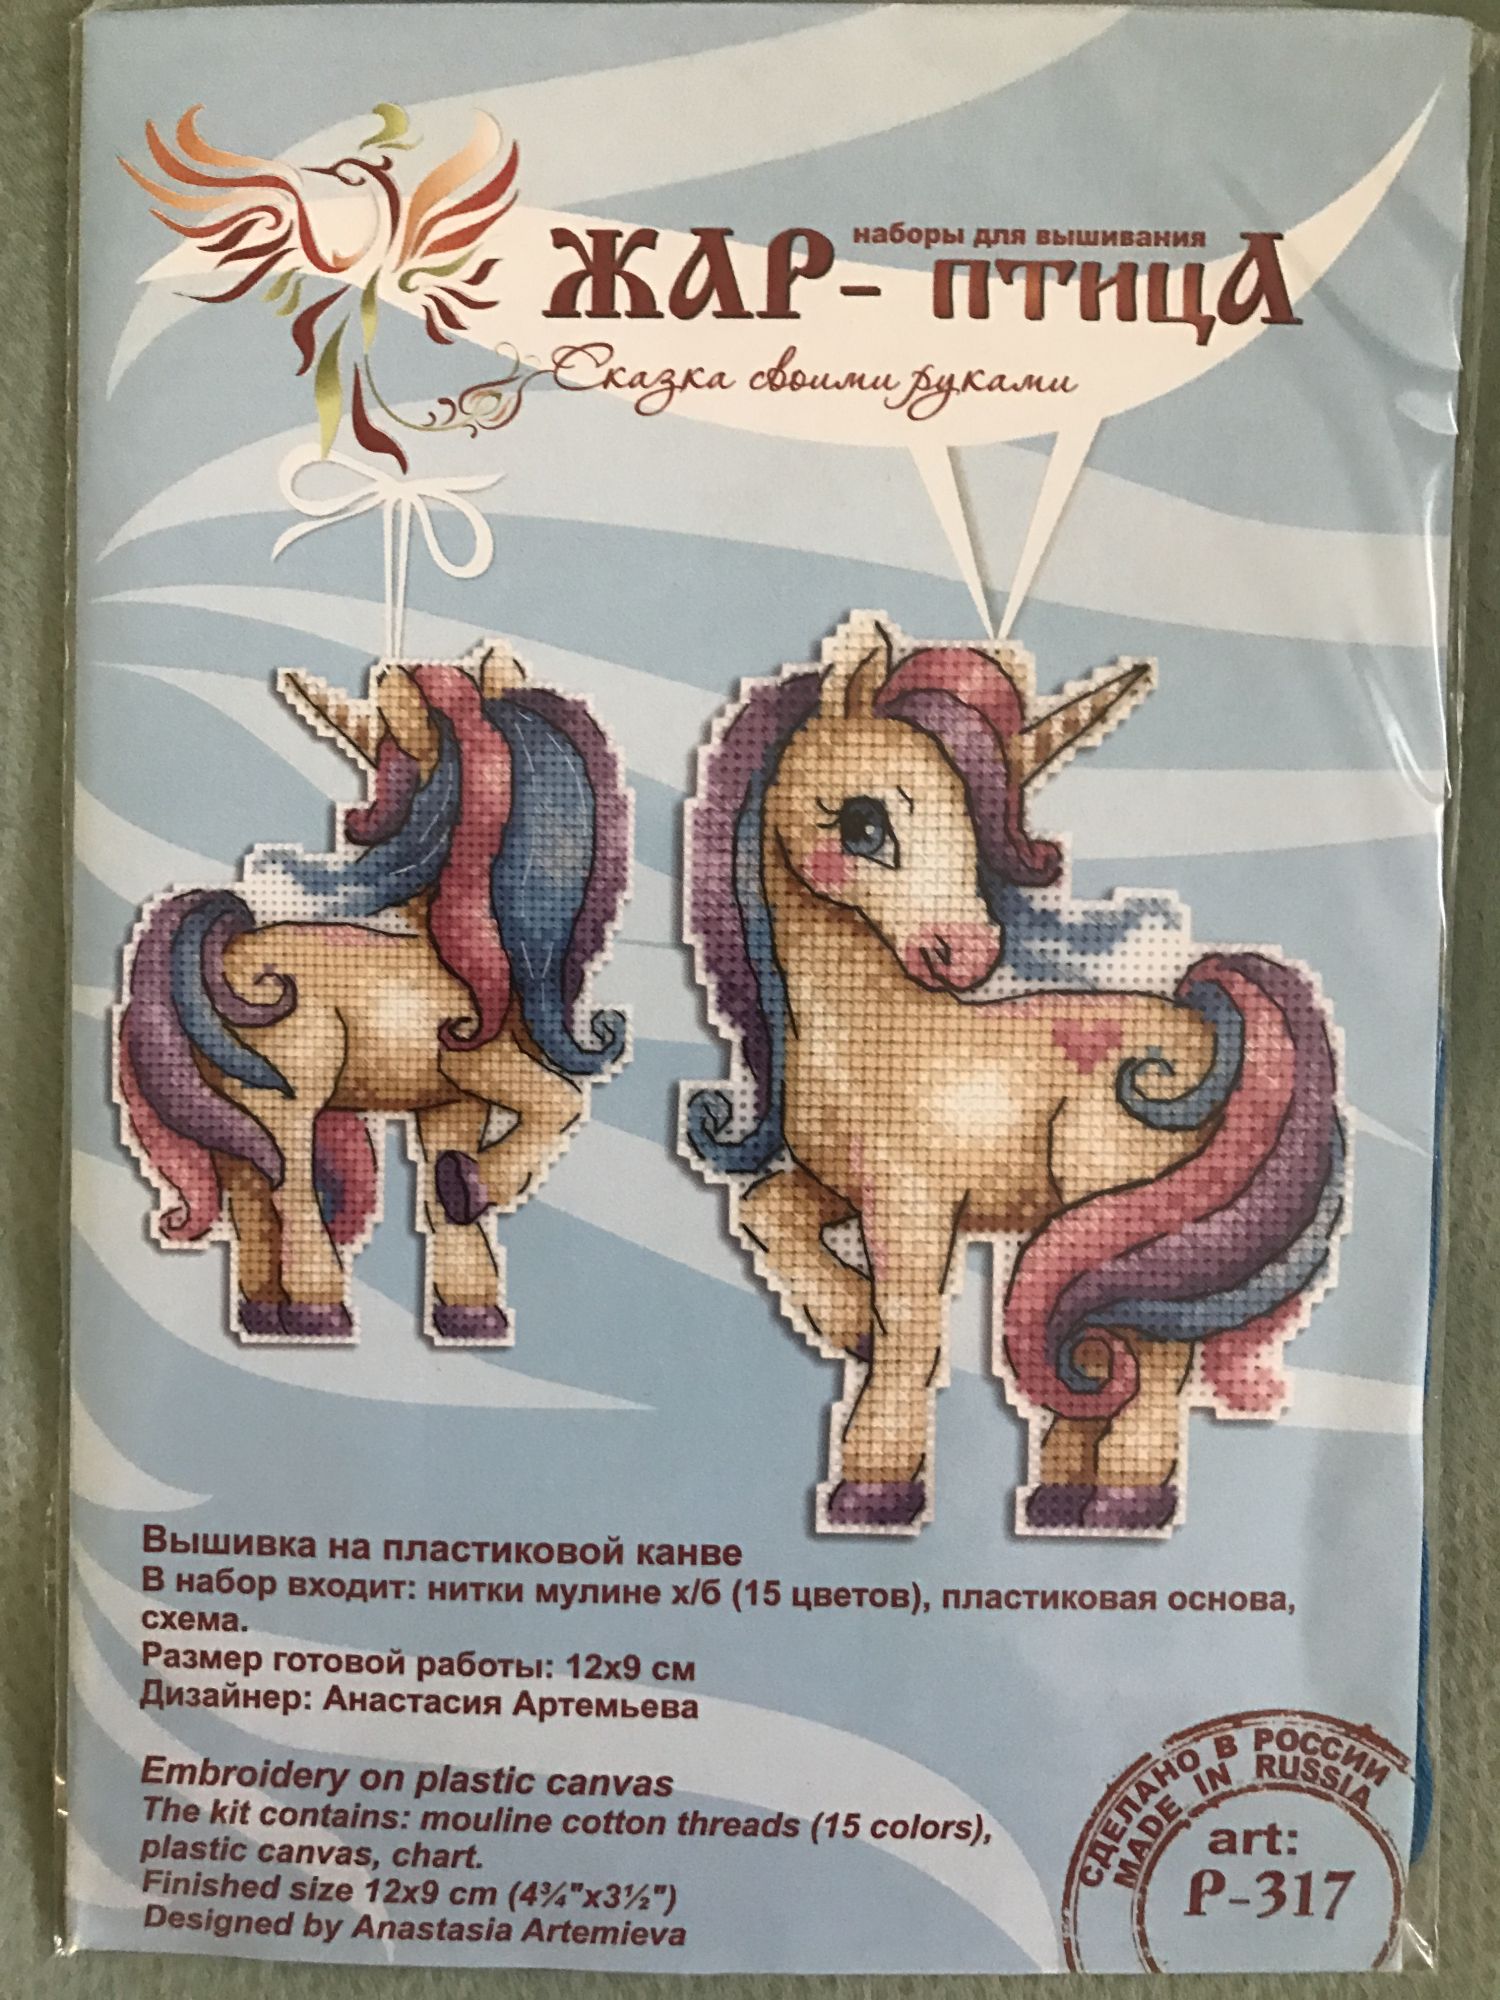 наборы для вышивания
ЖАР-ПТИЦА
Сказка своими руками
Вышивка на пластиковой канве
В набор входит: нитки мулине х/б (15 цветов), пластиковая основа,
схема.
Размер готовой работы: 12х9 см
Дизайнер: Анастасия Артемьева
Embroidery on plastic canvas
The kit contains: mouline cotton threads (15 colors),
plastic canvas, chart.
Finished size 12x9 cm (4¾"x3½")
Designed by Anastasia Artemieva
СДЕЛАНО В РОССИИ
MADE IN RUSSIA
art:
Р-317